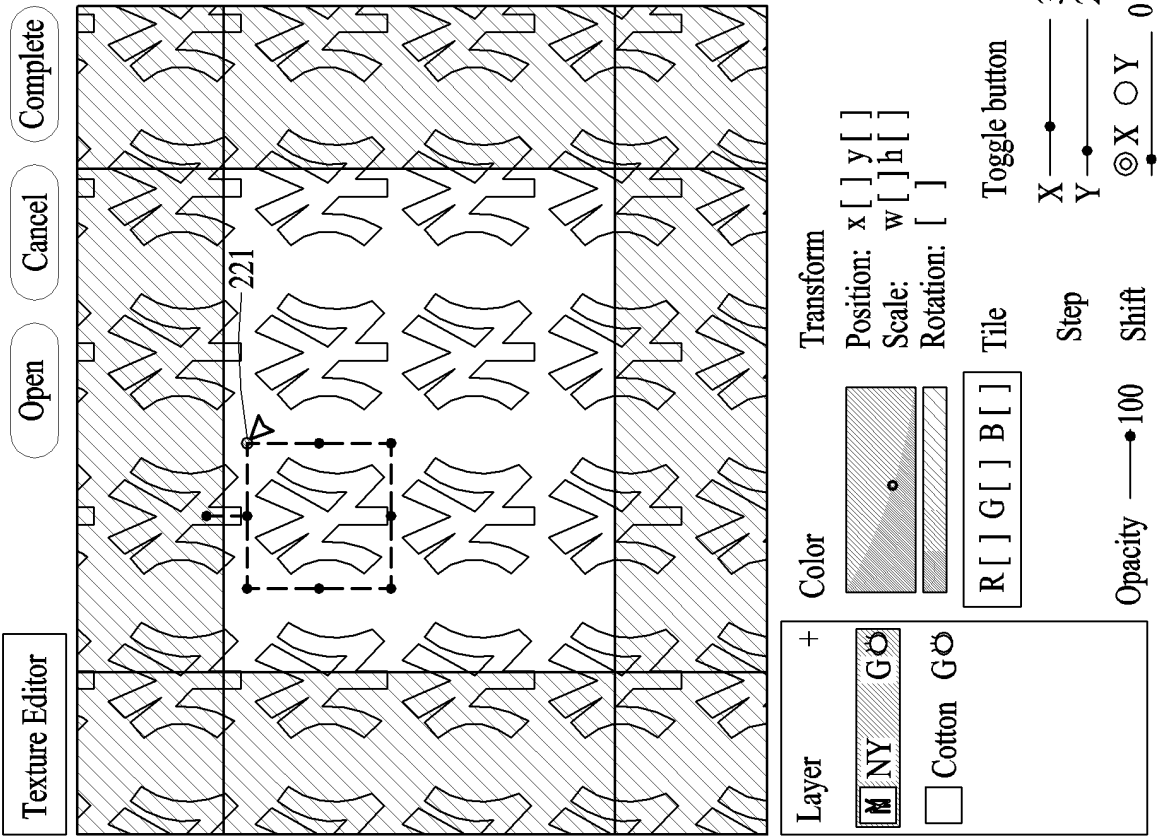 Texture Editor
Open
Cancel
Complete
221
Layer +
NY G
Cotton G
Color
R [ ] G [ ] B [ ]
Opacity 100
Transform
Position: x [ ] y [ ]
Scale: w [ ] h [ ]
Rotation: [ ]
Tile Toggle button
Step X
Y
Shift X Y
0